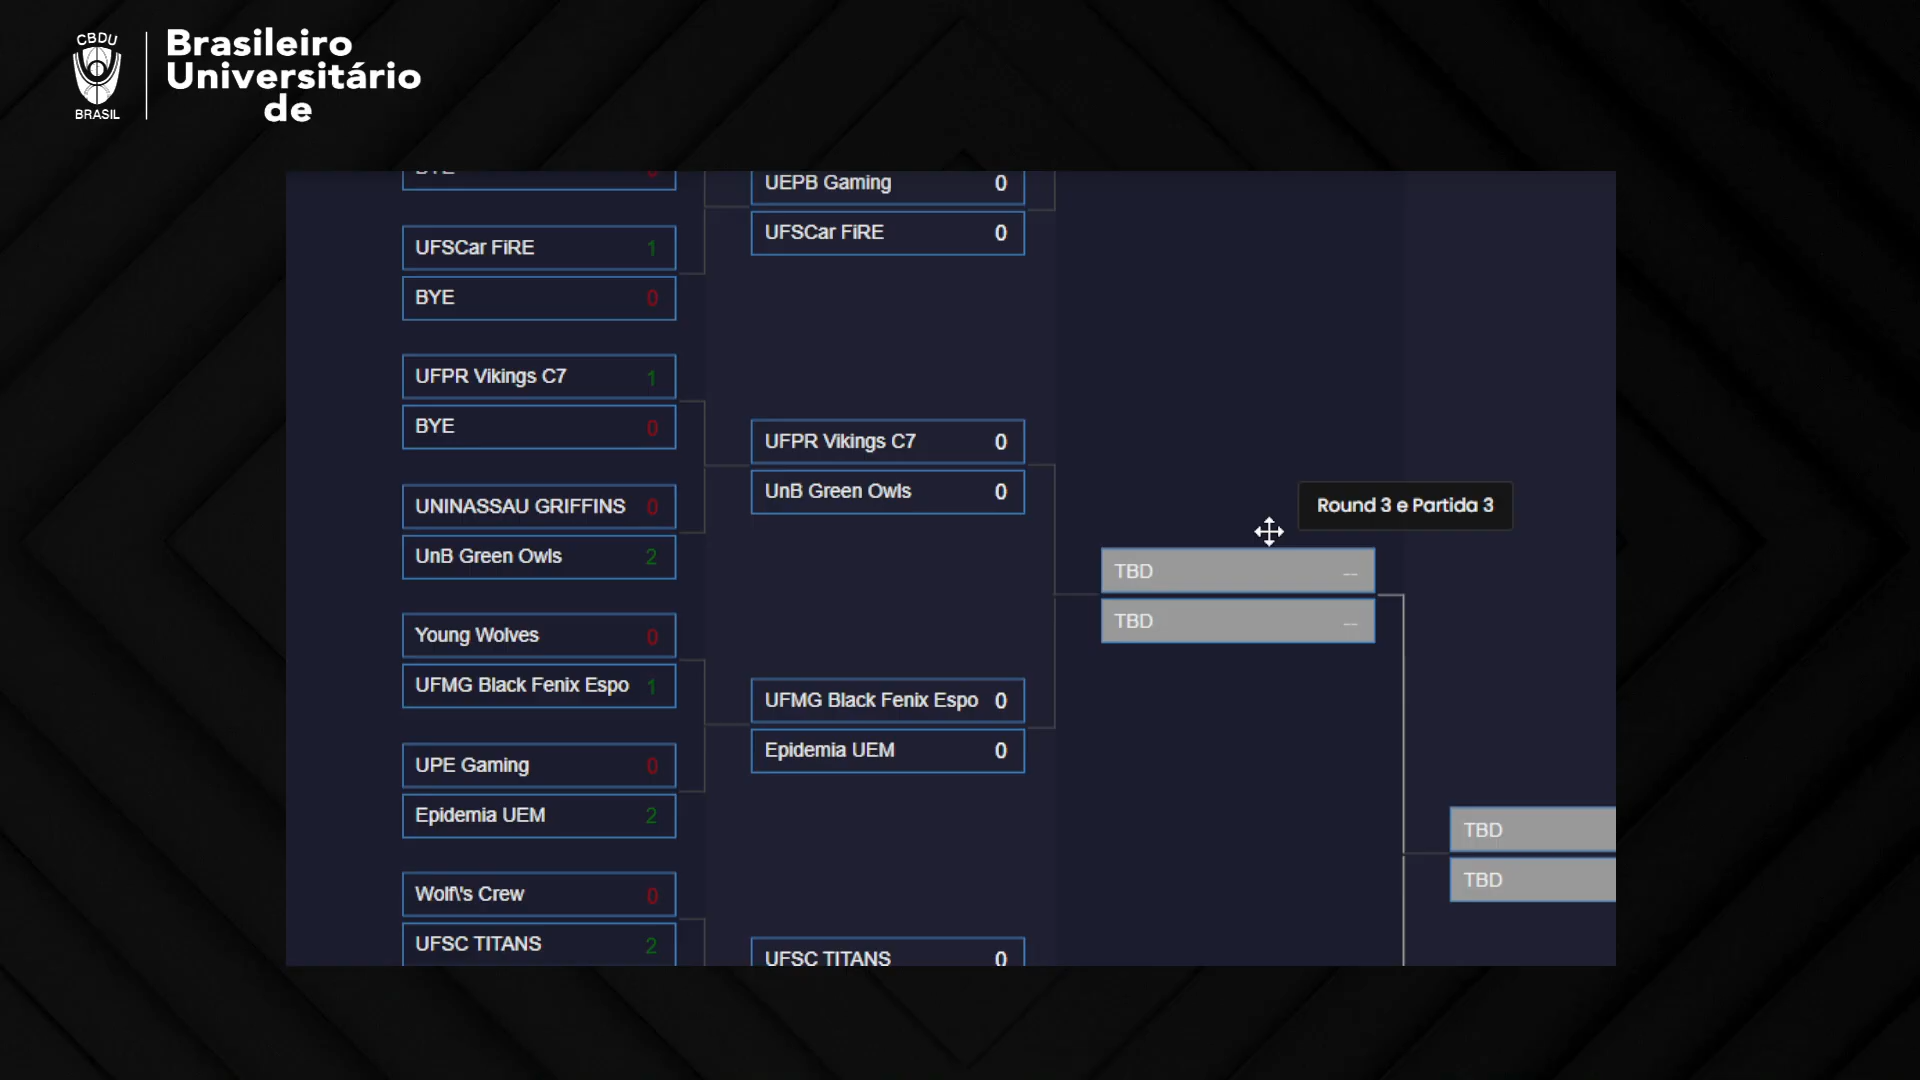 CBDU
BRASIL
Brasileiro
Universitário
de
UFSCar FiRE 1
BYE 0
UFPR Vikings C7 1
BYE 0
UNINASSAU GRIFFINS 0
UnB Green Owls 2
Young Wolves 0
UFMG Black Fenix Espo 1
UPE Gaming 0
Epidemia UEM 2
Wolf\'s Crew 0
UFSC TITANS 2
UEPB Gaming 0
UFSCar FiRE 0
UFPR Vikings C7 0
UnB Green Owls 0
UFMG Black Fenix Espo 0
Epidemia UEM 0
UFSC TITANS 0
Round 3 e Partida 3
TBD --
TBD --
TBD
TBD